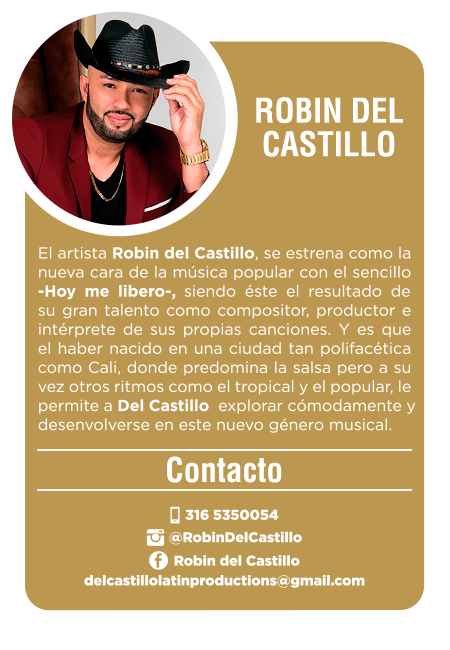 ROBIN DEL
CASTILLO
El artista Robin del Castillo, se estrena como la
nueva cara de la música popular con el sencillo
-Hoy me libero-, siendo éste el resultado de
su gran talento como compositor, productor e
intérprete de sus propias canciones. Y es que
el haber nacido en una ciudad tan polifacética
como Cali, donde predomina la salsa pero a su
vez otros ritmos como el tropical y el popular, le
permite a Del Castillo explorar cómodamente y
desenvolverse en este nuevo género musical.
Contacto
316 5350054
@RobinDelCastillo
Robin del Castillo
delcastillolatinproductions@gmail.com